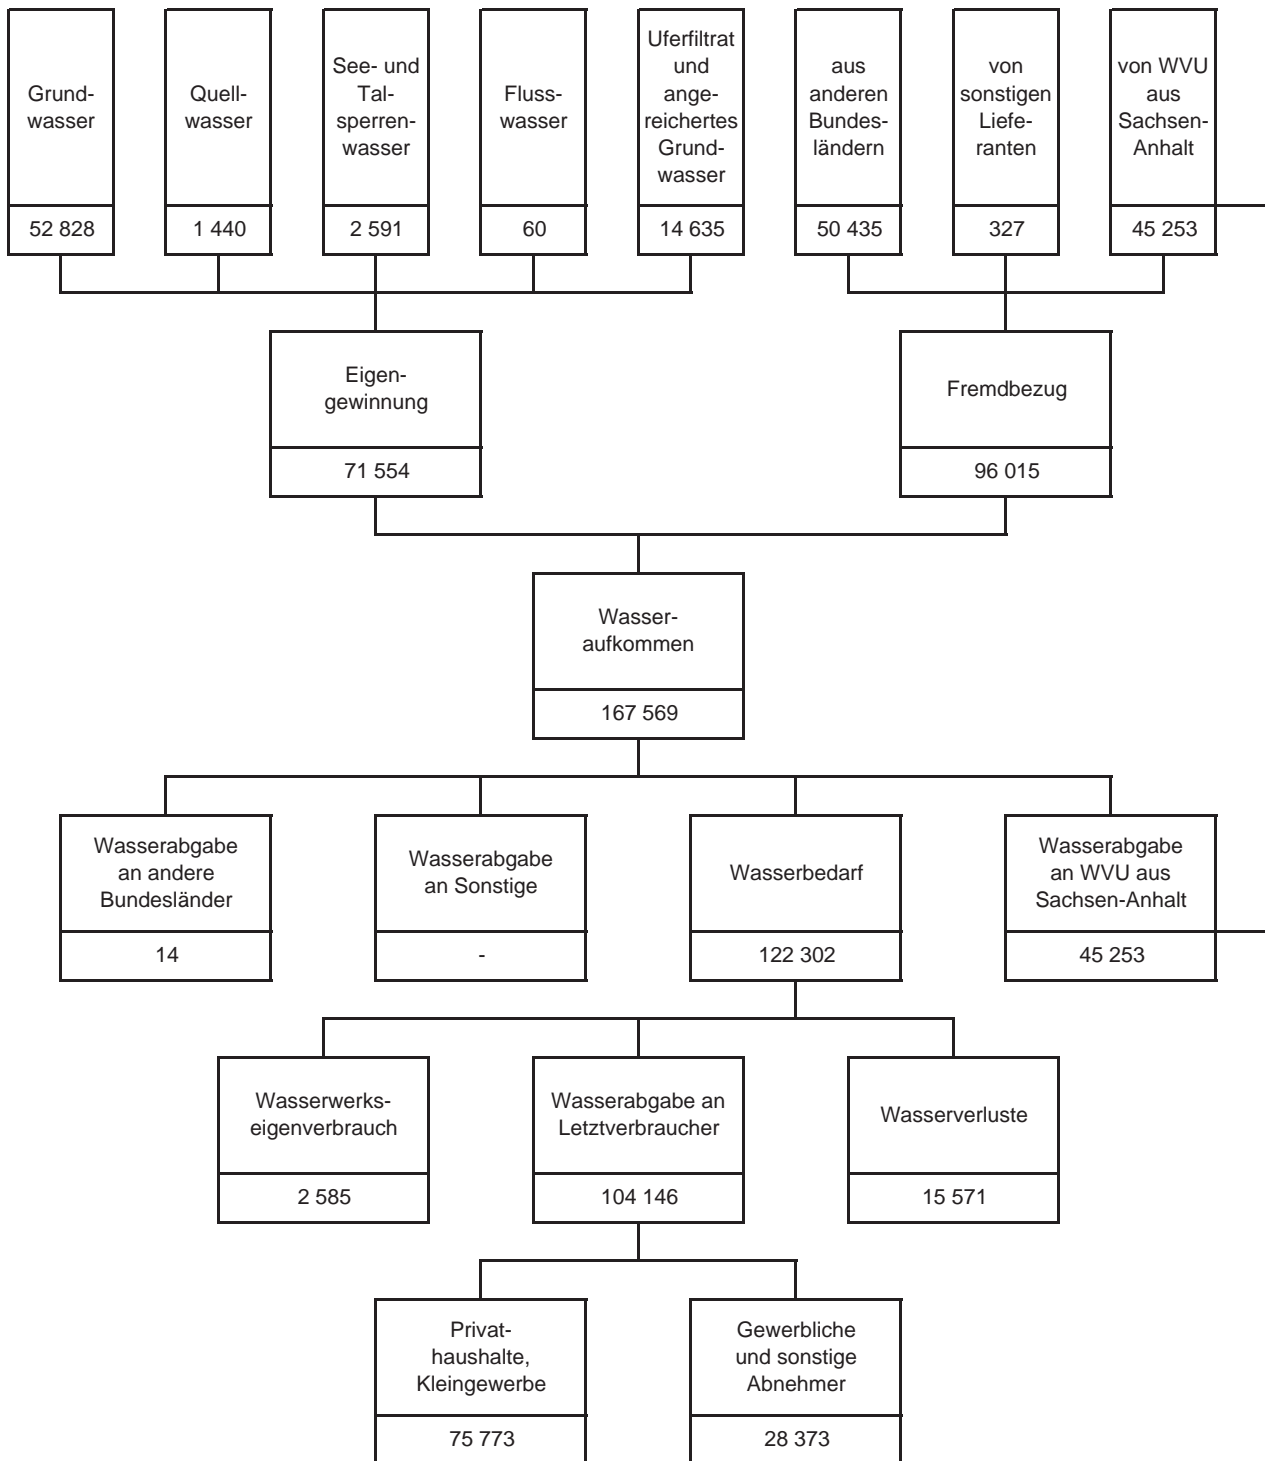 Grund-
wasser
52 828
Quell-
wasser
1 440
See- und
Tal-
sperren-
wasser
2 591
Fluss-
wasser
60
Uferfiltrat
und
ange-
reichertes
Grund-
wasser
14 635
aus
anderen
Bundes-
ländern
50 435
von
sonstigen
Liefe-
ranten
327
von WVU
aus
Sachsen-
Anhalt
45 253
Eigen-
gewinnung
71 554
Fremdbezug
96 015
Wasser-
aufkommen
167 569
Wasserabgabe
an andere
Bundesländer
14
Wasserabgabe
an Sonstige
-
Wasserbedarf
122 302
Wasserabgabe
an WVU aus
Sachsen-Anhalt
45 253
Wasserwerks-
eigenverbrauch
2 585
Wasserabgabe an
Letztverbraucher
104 146
Wasserverluste
15 571
Privat-
haushalte,
Kleingewerbe
75 773
Gewerbliche
und sonstige
Abnehmer
28 373